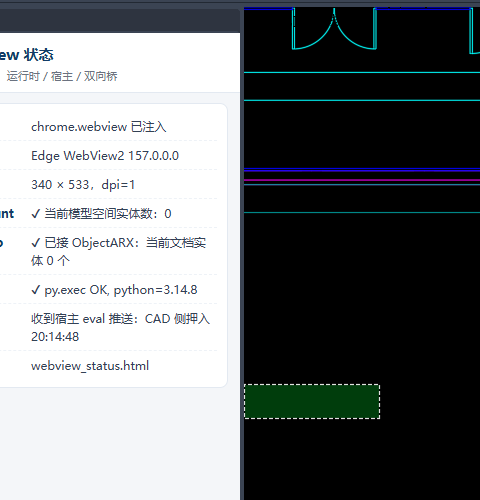 ew 状态
运行时 / 宿主 / 双向桥
chrome.webview 已注入
Edge WebView2 157.0.0.0
340 × 533，dpi=1
unt ✓ 当前模型空间实体数：0
✓ 已接 ObjectARX：当前文档实
体 0 个
✓ py.exec OK, python=3.14.8
收到宿主 eval 推送：CAD 侧押入
20:14:48
webview_status.html